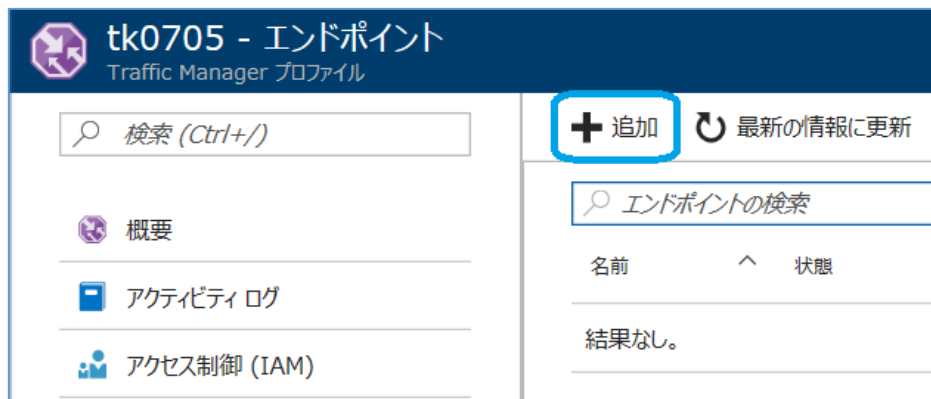 tk0705 - エンドポイント
Traffic Manager プロファイル
検索 (Ctrl+/)
概要
アクティビティ ログ
アクセス制御 (IAM)
追加 最新の情報に更新
エンドポイントの検索
名前 状態
結果なし。